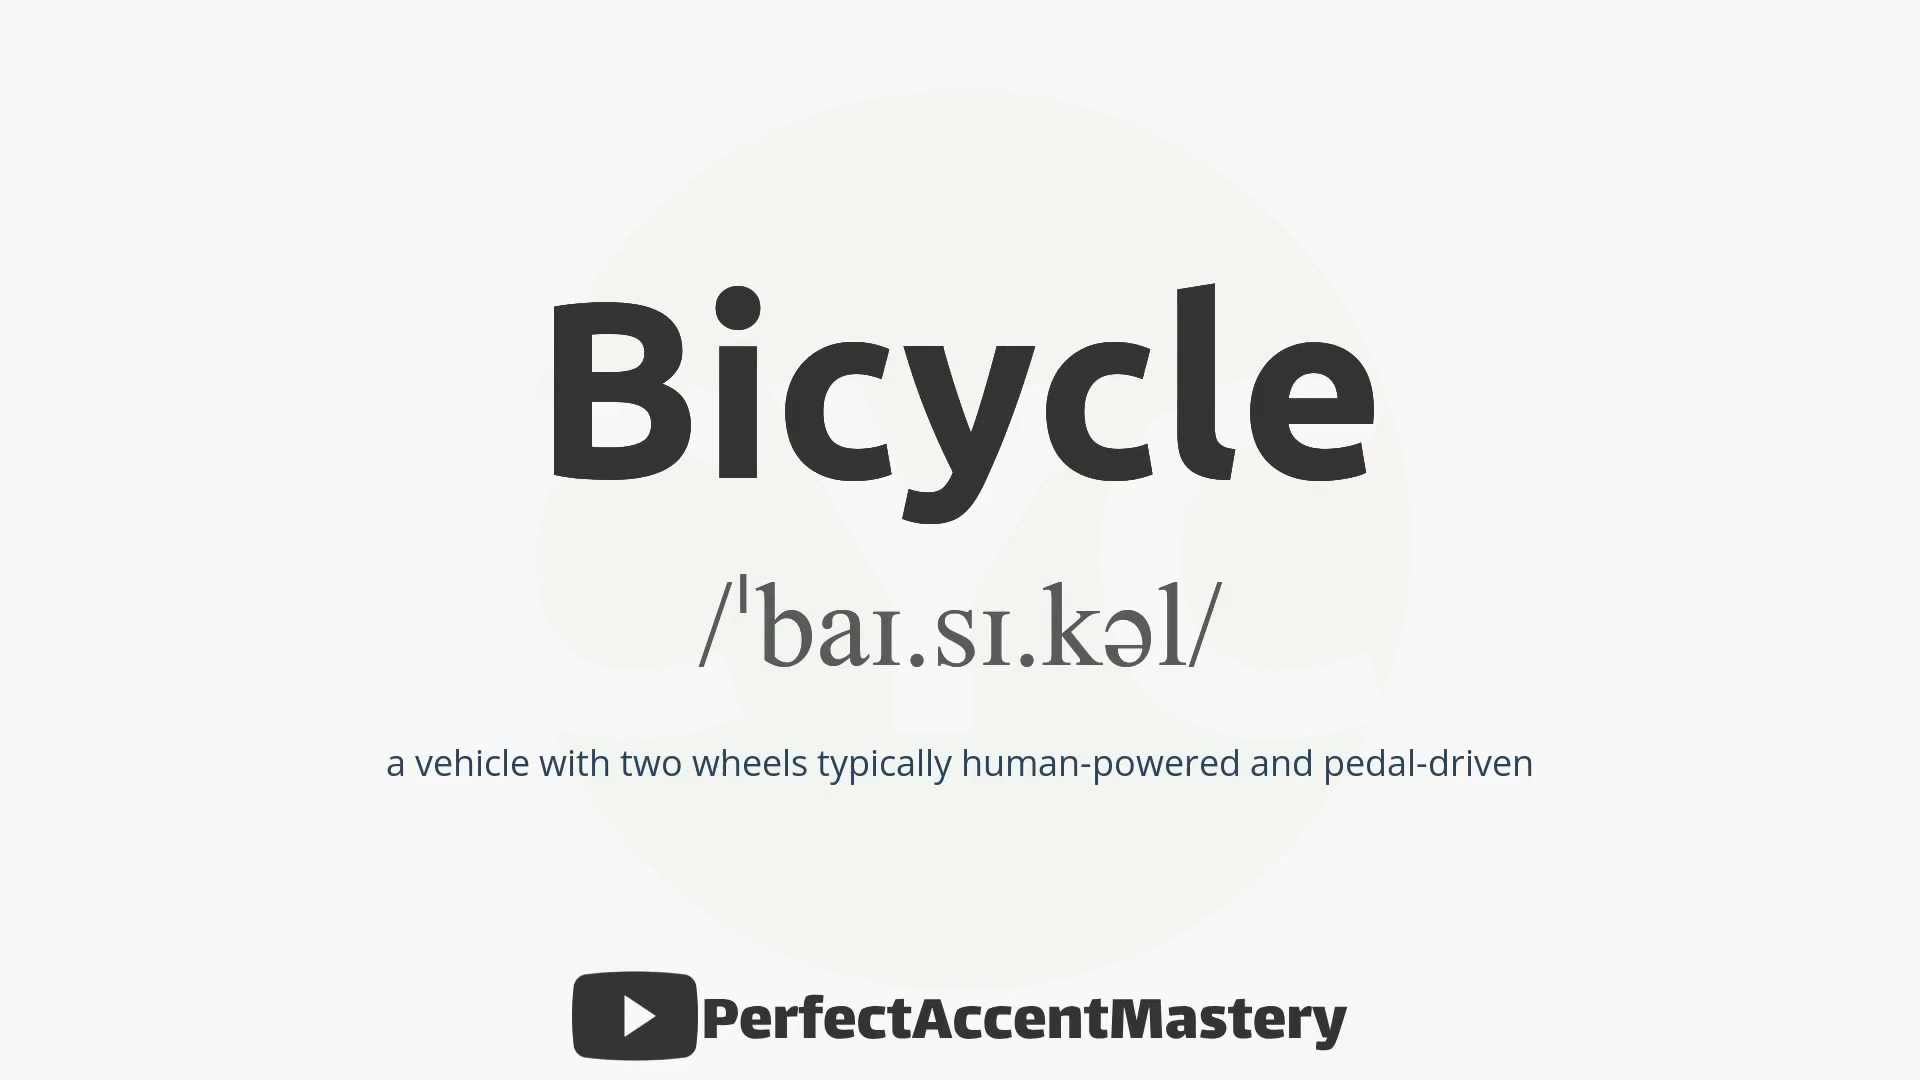 Bicycle
/ˈbaɪ.sɪ.kəl/
a vehicle with two wheels typically human-powered and pedal-driven
PerfectAccentMastery